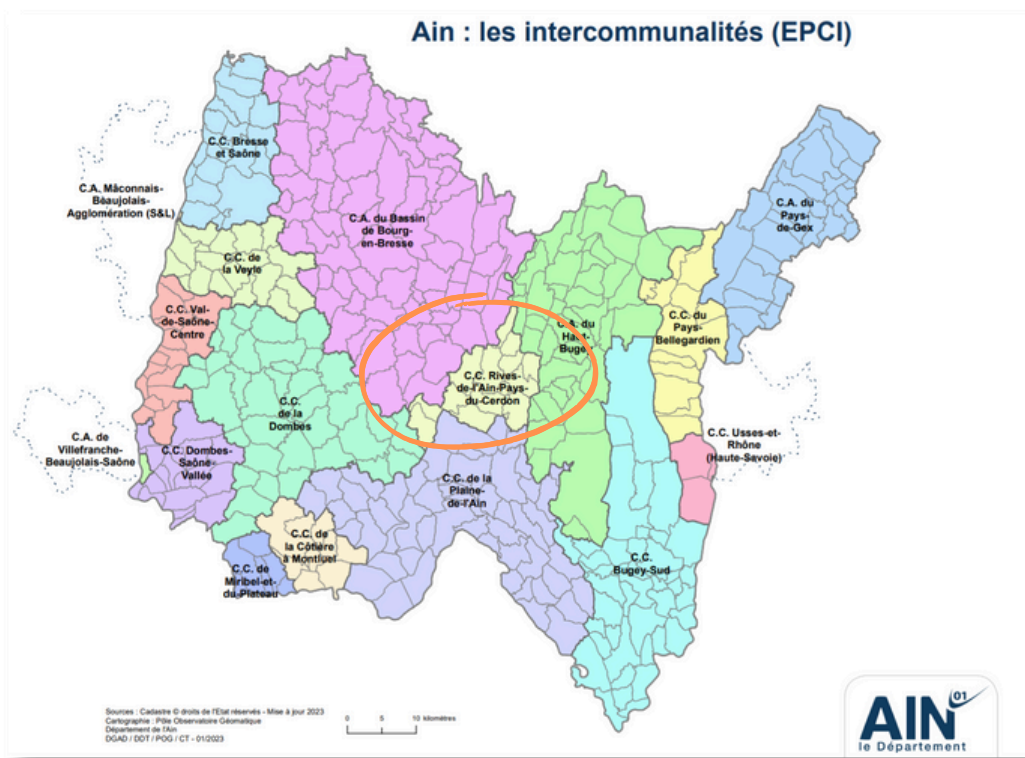 Ain : les intercommunalités (EPCI)
C.C. Bresse
et Saône
C.A. Mâconnais-
Beaujolais-
Agglomération (S&L)
C.A. du Bassin
de Bourg-
en-Bresse
C.A. du
Pays-
de-Gex
C.C. de
la Veyle
C.C. Val-
de-Saône-
Centre
C.A. du
Haut-
Bugey
C.C. du
Pays-
Bellegardien
C.C. Rives-
de-l'Ain-Pays-
du-Cerdon
C.C.
de la
Dombes
C.A. de
Villefranche-
Beaujolais-Saône
C.C. Dombes-
Saône-
Vallée
C.C. Usses-et-
Rhône
(Haute-Savoie)
C.C. de la
Plaine-
de-l'Ain
C.C. de
la Côtière
à Montluel
C.C. de
Miribel-et-
du-Plateau
C.C.
Bugey-Sud
Sources : Cadastre © droits de l'Etat réservés - Mise à jour 2023
Cartographie : Pôle Observatoire Géomatique
Département de l'Ain
DGAD / DDT / POG / CT - 01/2023
0 5 10 kilomètres
AIN 01
le Département